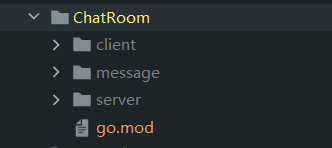 ChatRoom
client
message
server
go.mod